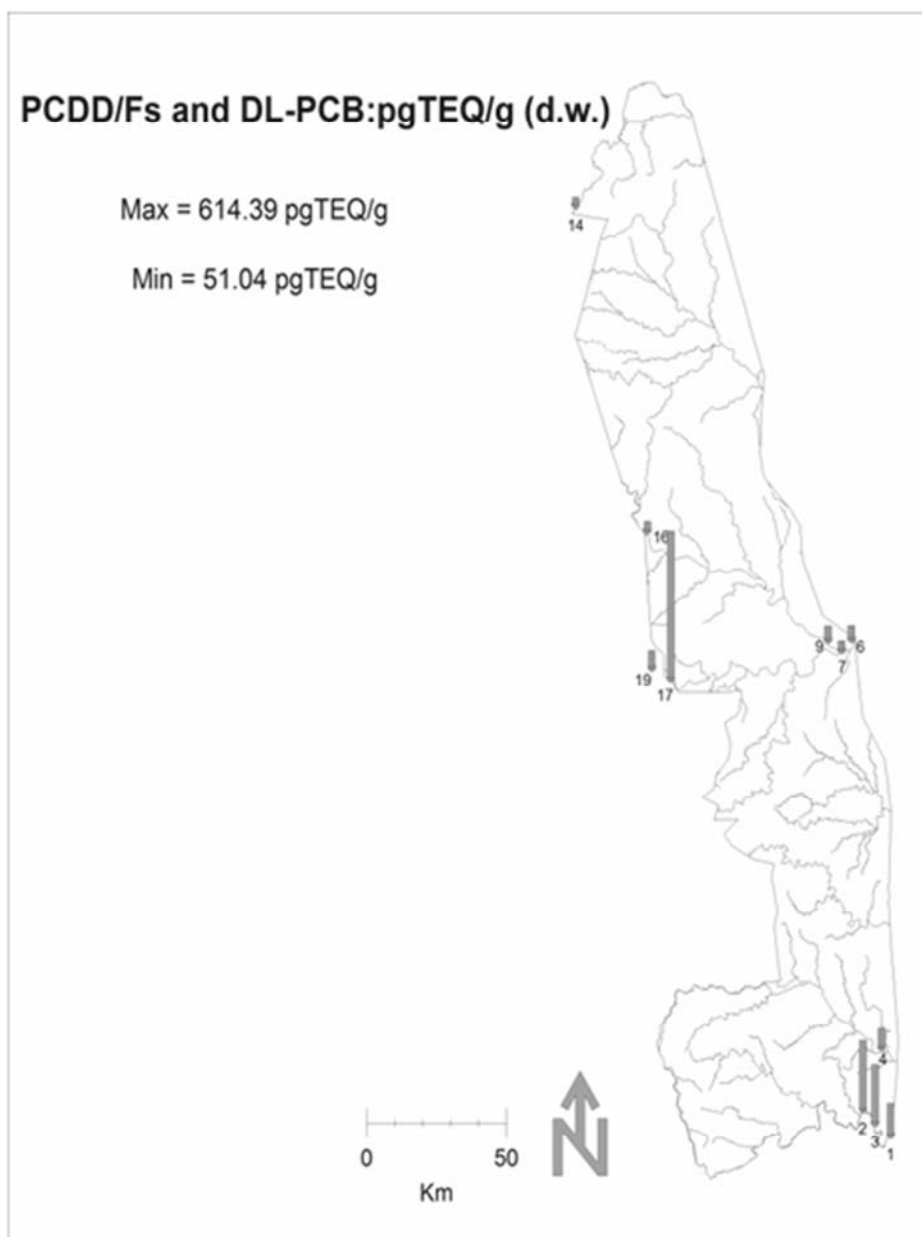 PCDD/Fs and DL-PCB:pgTEQ/g (d.w.)
Max = 614.39 pgTEQ/g
Min = 51.04 pgTEQ/g
14
16
9
7
6
19
17
4
2
3
1
0 50
Km
N